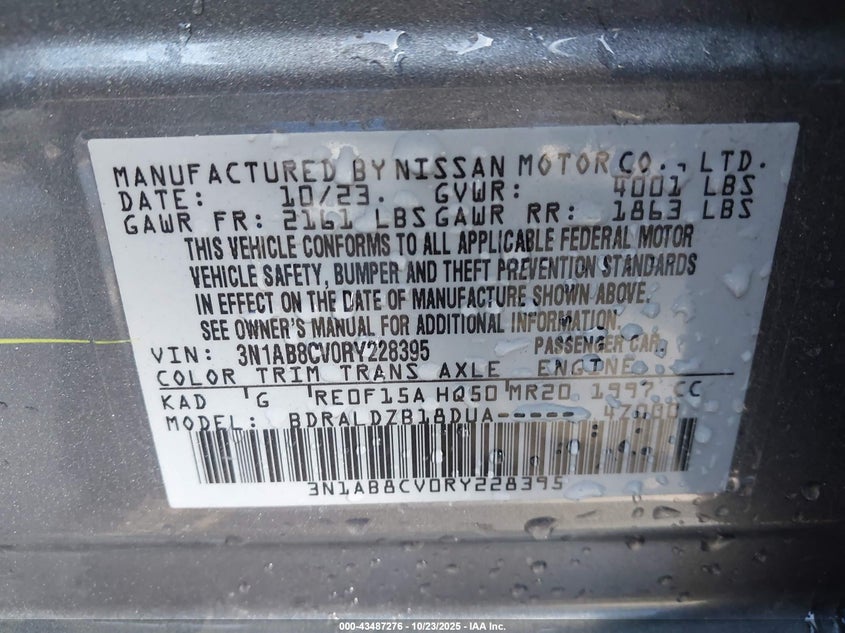 MANUFACTURED BY NISSAN MOTOR CO., LTD.
DATE: 10/23. GVWR: 4001 LBS
GAWR FR: 2161 LBS GAWR RR: 1863 LBS
THIS VEHICLE CONFORMS TO ALL APPLICABLE FEDERAL MOTOR
VEHICLE SAFETY, BUMPER AND THEFT PREVENTION STANDARDS
IN EFFECT ON THE DATE OF MANUFACTURE SHOWN ABOVE.
SEE OWNER'S MANUAL FOR ADDITIONAL INFORMATION.
VIN: 3N1AB8CV0RY228395 PASSENGER CAR.
COLOR TRIM TRANS AXLE ENGINE
KAD G RE0F15A HQ50 MR20 1997 CC
MODEL: BDRALDZB18DUA-----
3N1AB8CV0RY228395
000-43487276 - 10/23/2025 - IAA Inc.